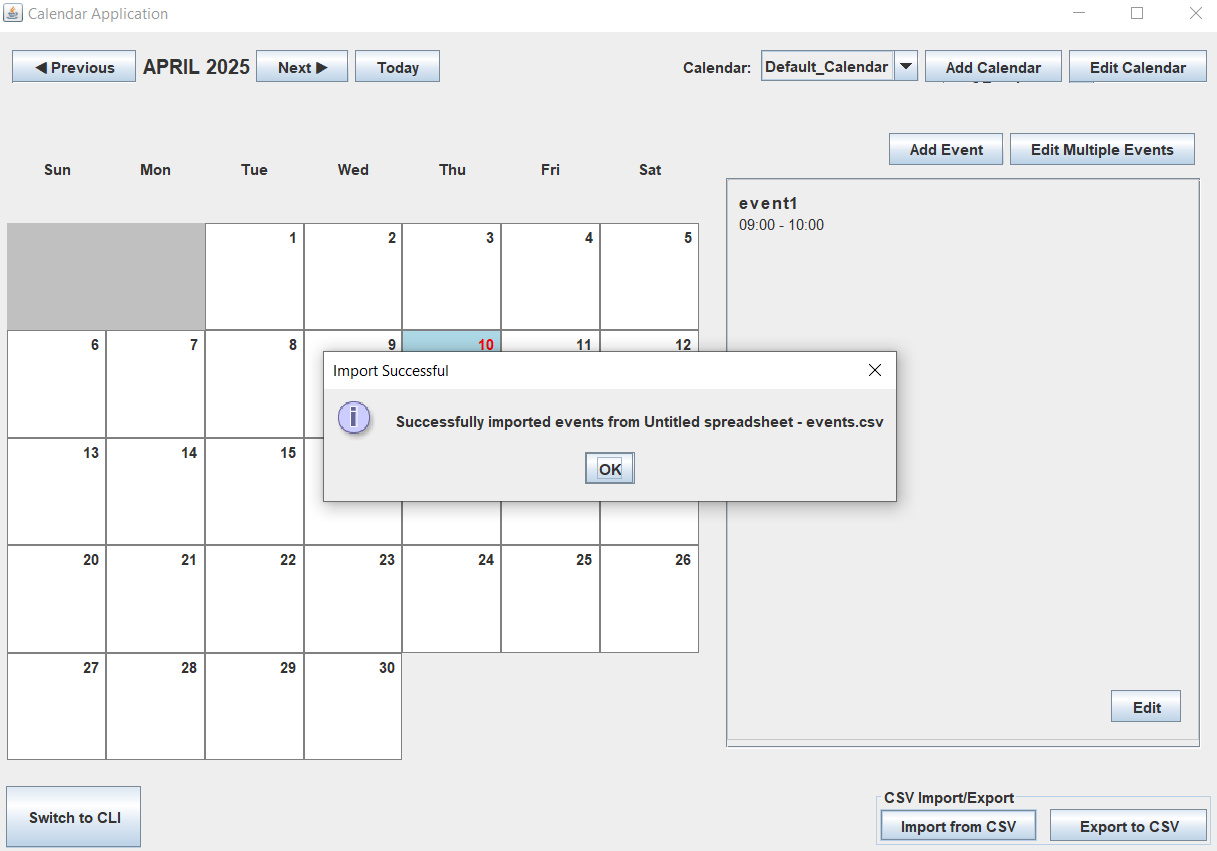 Calendar Application
◀ Previous APRIL 2025 Next ▶ Today Calendar: Default_Calendar Add Calendar Edit Calendar
Add Event Edit Multiple Events
Sun Mon Tue Wed Thu Fri Sat
event1
09:00 - 10:00
1 2 3 4 5
6 7 8 9 10 11 12
Import Successful
Successfully imported events from Untitled spreadsheet - events.csv
OK
13 14 15
20 21 22 23 24 25 26
27 28 29 30
Edit
Switch to CLI
CSV Import/Export
Import from CSV Export to CSV